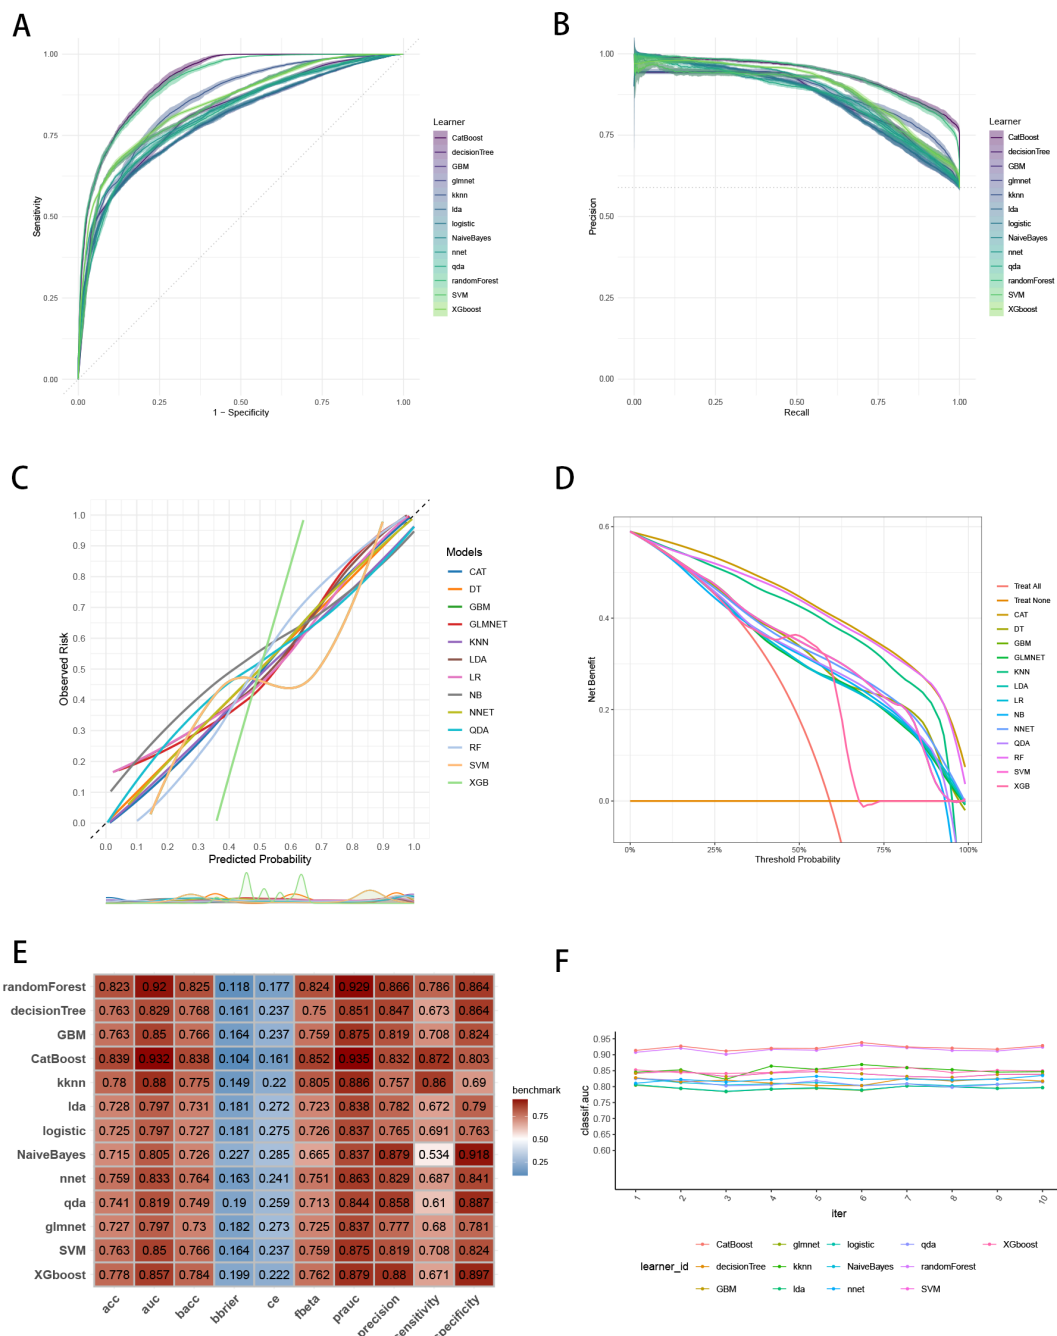 A
1.00
0.75
0.50
0.25
0.00
Sensitivity
0.00 0.25 0.50 0.75 1.00
1 − Specificity
Learner
CatBoost
decisionTree
GBM
glmnet
kknn
lda
logistic
NaiveBayes
nnet
qda
randomForest
SVM
XGboost
B
1.00
0.75
0.50
0.25
0.00
Precision
0.00 0.25 0.50 0.75 1.00
Recall
Learner
CatBoost
decisionTree
GBM
glmnet
kknn
lda
logistic
NaiveBayes
nnet
qda
randomForest
SVM
XGboost
C
1.0
0.9
0.8
0.7
0.6
0.5
0.4
0.3
0.2
0.1
0.0
Observed Risk
0.0 0.1 0.2 0.3 0.4 0.5 0.6 0.7 0.8 0.9 1.0
Predicted Probability
Models
CAT
DT
GBM
GLMNET
KNN
LDA
LR
NB
NNET
QDA
RF
SVM
XGB
D
0.6
0.4
0.2
0.0
Net Benefit
0% 25% 50% 75% 100%
Threshold Probability
Treat All
Treat None
CAT
DT
GBM
GLMNET
KNN
LDA
LR
NB
NNET
QDA
RF
SVM
XGB
E
randomForest 0.823 0.92 0.825 0.118 0.177 0.824 0.929 0.866 0.786 0.864
decisionTree 0.763 0.829 0.768 0.161 0.237 0.75 0.851 0.847 0.673 0.864
GBM 0.763 0.85 0.766 0.164 0.237 0.759 0.875 0.819 0.708 0.824
CatBoost 0.839 0.932 0.838 0.104 0.161 0.852 0.935 0.832 0.872 0.803
kknn 0.78 0.88 0.775 0.149 0.22 0.805 0.886 0.757 0.86 0.69
lda 0.728 0.797 0.731 0.181 0.272 0.723 0.838 0.782 0.672 0.79
logistic 0.725 0.797 0.727 0.181 0.275 0.726 0.837 0.765 0.691 0.763
NaiveBayes 0.715 0.805 0.726 0.227 0.285 0.665 0.837 0.879 0.534 0.918
nnet 0.759 0.833 0.764 0.163 0.241 0.751 0.863 0.829 0.687 0.841
qda 0.741 0.819 0.749 0.19 0.259 0.713 0.844 0.858 0.61 0.887
glmnet 0.727 0.797 0.73 0.182 0.273 0.725 0.837 0.777 0.68 0.781
SVM 0.763 0.85 0.766 0.164 0.237 0.759 0.875 0.819 0.708 0.824
XGboost 0.778 0.857 0.784 0.199 0.222 0.762 0.879 0.88 0.671 0.897
acc auc bacc bbrier ce fbeta prauc precision sensitivity specificity
benchmark
0.75
0.50
0.25
F
0.95
0.90
0.85
0.80
0.75
0.70
0.65
0.60
classif.auc
1 2 3 4 5 6 7 8 9 10
iter
learner_id
CatBoost glmnet logistic qda XGboost
decisionTree kknn NaiveBayes randomForest
GBM lda nnet SVM